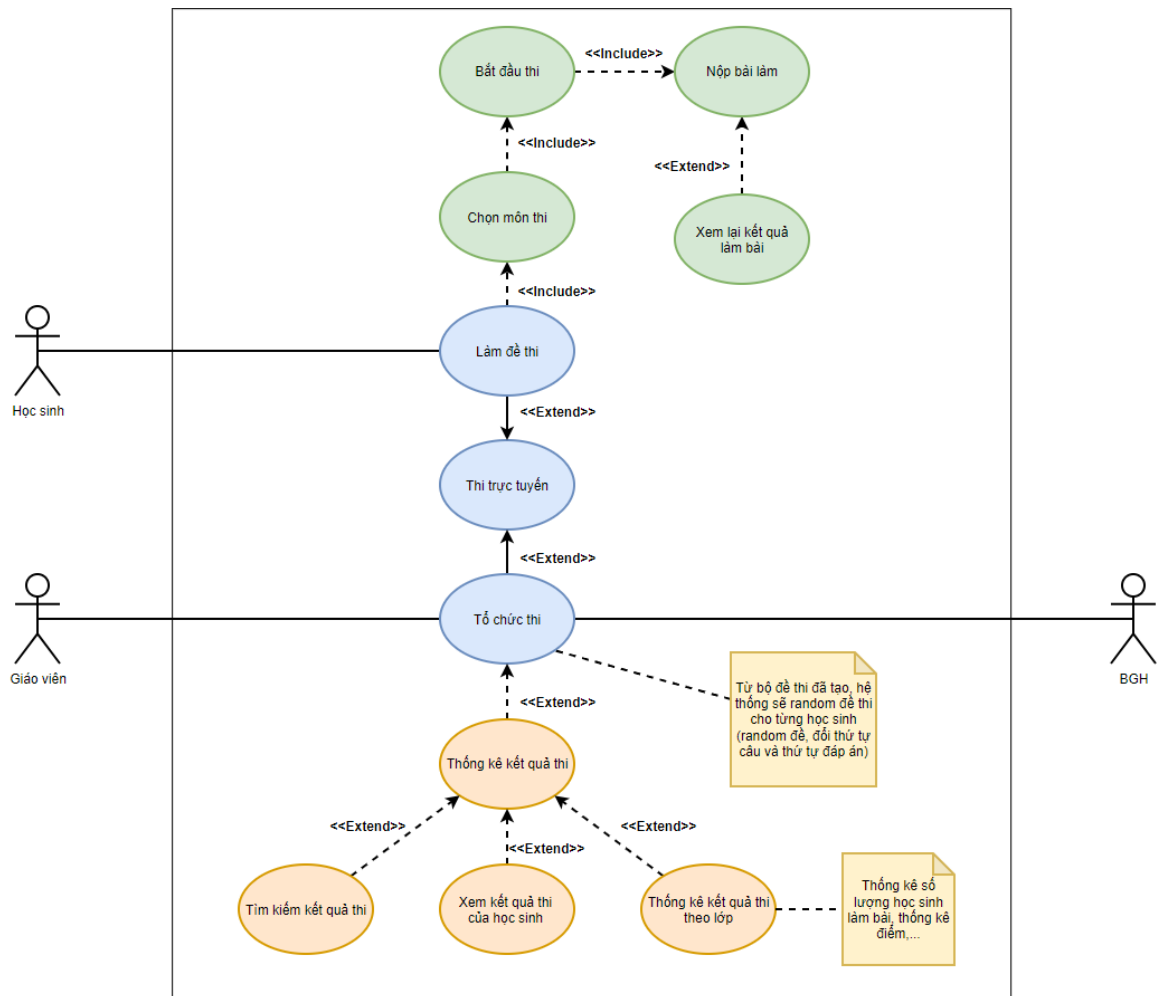 <<Include>>
Bắt đầu thi
Nộp bài làm
<<Include>>
<<Extend>>
Chọn môn thi
Xem lại kết quả
làm bài
<<Include>>
Làm đề thi
Học sinh
<<Extend>>
Thi trực tuyến
<<Extend>>
Tổ chức thi
Giáo viên
BGH
Từ bộ đề thi đã tạo, hệ
thống sẽ random đề thi
cho từng học sinh
(random đề, đổi thứ tự
câu và thứ tự đáp án)
<<Extend>>
Thống kê kết quả thi
<<Extend>>
<<Extend>>
<<Extend>>
Tìm kiếm kết quả thi
Xem kết quả thi
của học sinh
Thống kê kết quả thi
theo lớp
Thống kê số
lượng học sinh
làm bài, thống kê
điểm,...